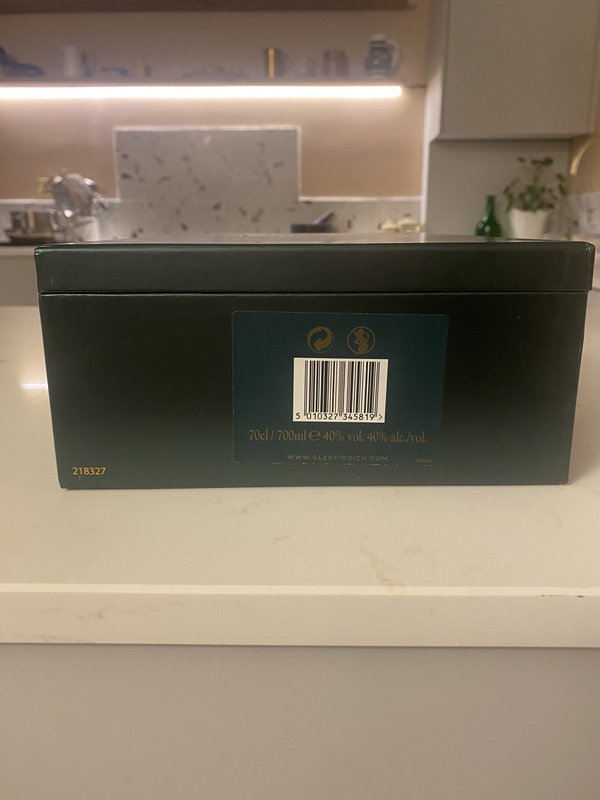 5 010327 345819 >
70cl / 700ml ℮ 40% vol. 40% alc./vol.
WWW.GLENFIDDICH.COM
218327